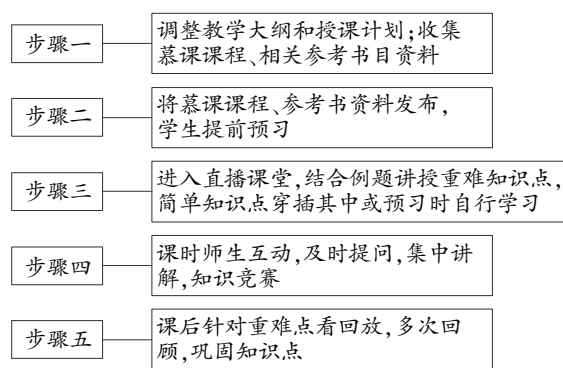 步骤一
调整教学大纲和授课计划;收集
慕课课程、相关参考书目资料
步骤二
将慕课课程、参考书资料发布,
学生提前预习
步骤三
进入直播课堂,结合例题讲授重难知识点,
简单知识点穿插其中或预习时自行学习
步骤四
课时师生互动,及时提问,集中讲
解,知识竞赛
步骤五
课后针对重难点看回放,多次回
顾,巩固知识点